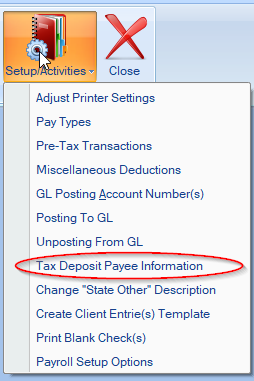 Setup/Activities Close
Adjust Printer Settings
Pay Types
Pre-Tax Transactions
Miscellaneous Deductions
GL Posting Account Number(s)
Posting To GL
Unposting From GL
Tax Deposit Payee Information
Change "State Other" Description
Create Client Entrie(s) Template
Print Blank Check(s)
Payroll Setup Options